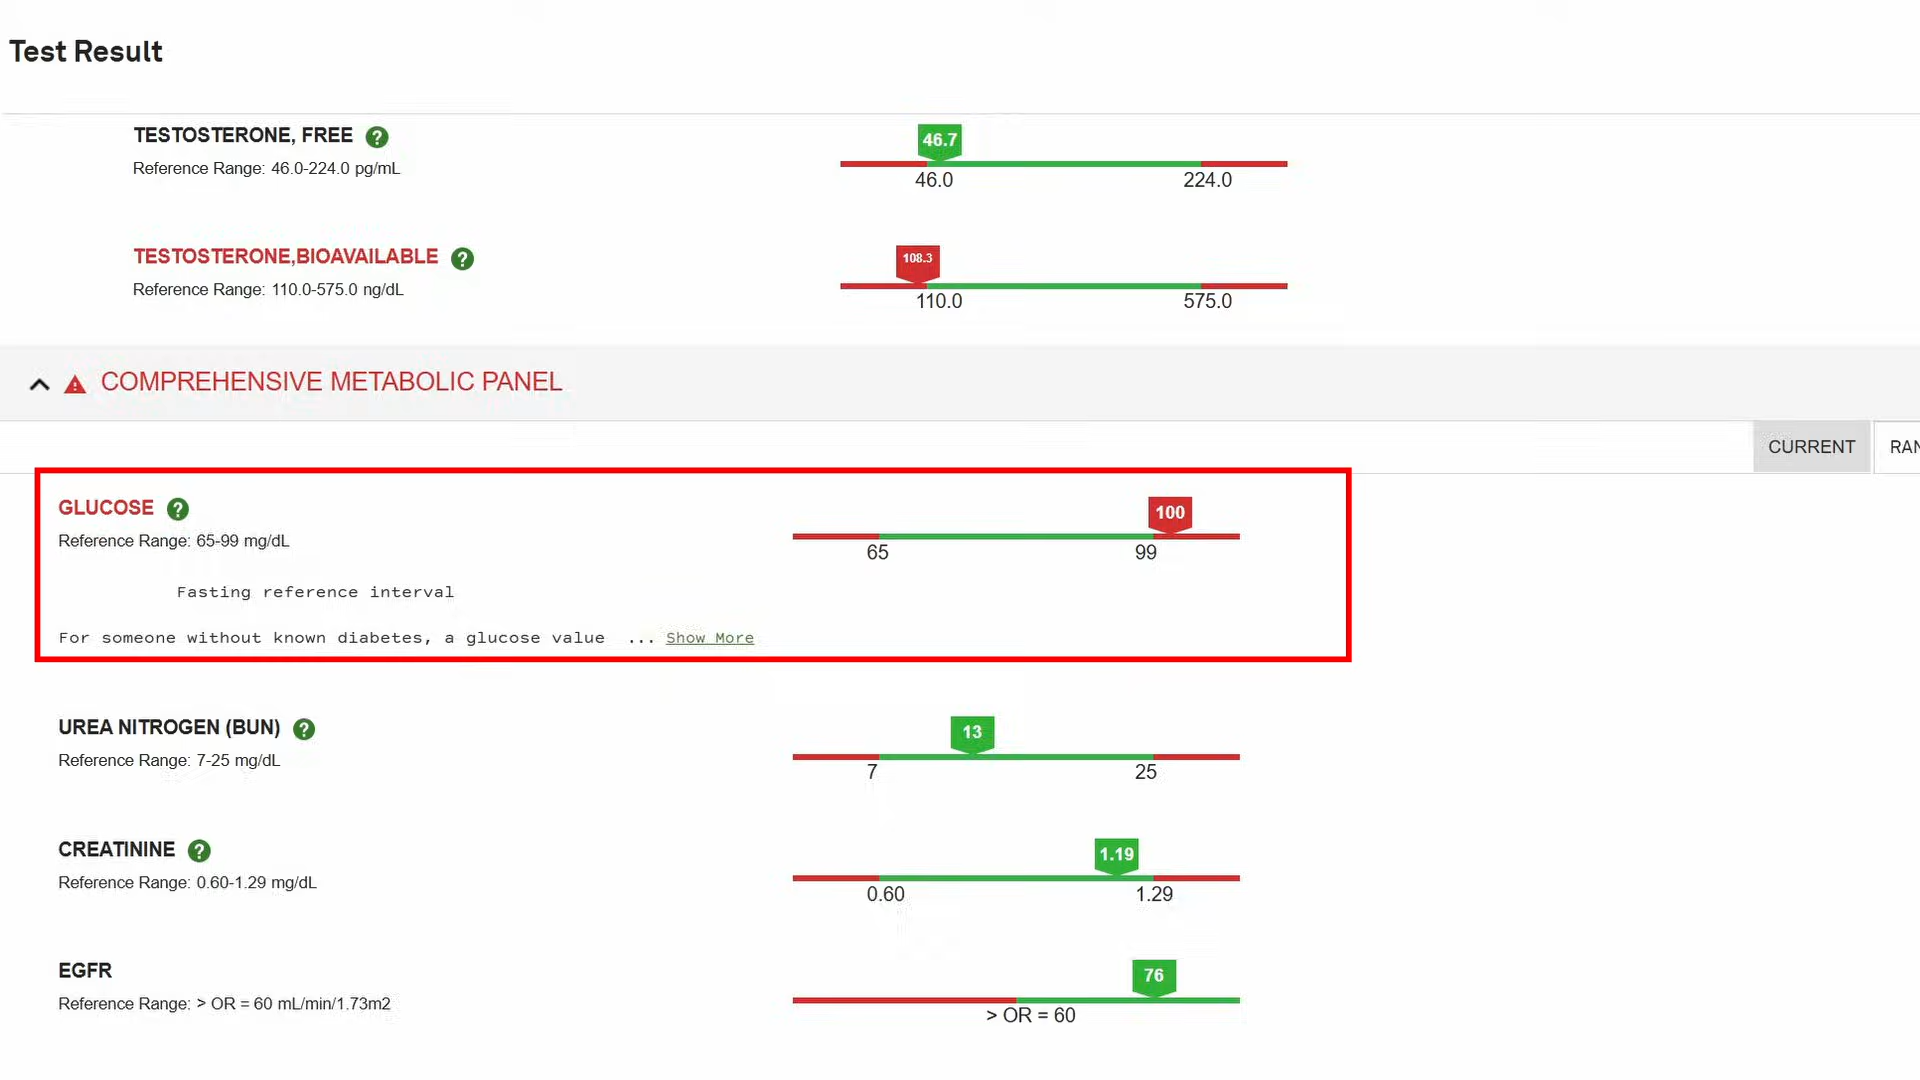 Test Result
TESTOSTERONE, FREE ?
Reference Range: 46.0-224.0 pg/mL
46.7
46.0 224.0
TESTOSTERONE,BIOAVAILABLE ?
Reference Range: 110.0-575.0 ng/dL
108.3
110.0 575.0
COMPREHENSIVE METABOLIC PANEL
CURRENT RAN
GLUCOSE ?
Reference Range: 65-99 mg/dL
100
65 99
Fasting reference interval
For someone without known diabetes, a glucose value ... Show More
UREA NITROGEN (BUN) ?
Reference Range: 7-25 mg/dL
13
7 25
CREATININE ?
Reference Range: 0.60-1.29 mg/dL
1.19
0.60 1.29
EGFR
Reference Range: > OR = 60 mL/min/1.73m2
76
> OR = 60